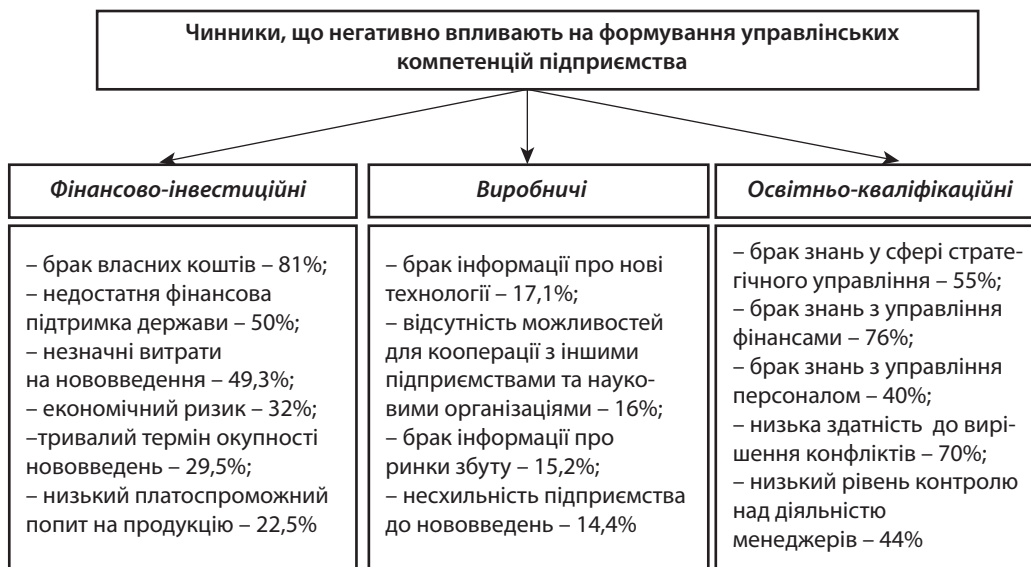 Чинники, що негативно впливають на формування управлінських
компетенцій підприємства
Фінансово-інвестиційні
– брак власних коштів – 81%;
– недостатня фінансова
підтримка держави – 50%;
– незначні витрати
на нововведення – 49,3%;
– економічний ризик – 32%;
–тривалий термін окупності
нововведень – 29,5%;
– низький платоспроможний
попит на продукцію – 22,5%
Виробничі
– брак інформації про нові
технології – 17,1%;
– відсутність можливостей
для кооперації з іншими
підприємствами та науко-
вими організаціями – 16%;
– брак інформації про
ринки збуту – 15,2%;
– несхильність підприємства
до нововведень – 14,4%
Освітньо-кваліфікаційні
– брак знань у сфері страте-
гічного управління – 55%;
– брак знань з управління
фінансами – 76%;
– брак знань з управління
персоналом – 40%;
– низька здатність до вирі-
шення конфліктів – 70%;
– низький рівень контролю
над діяльністю
менеджерів – 44%